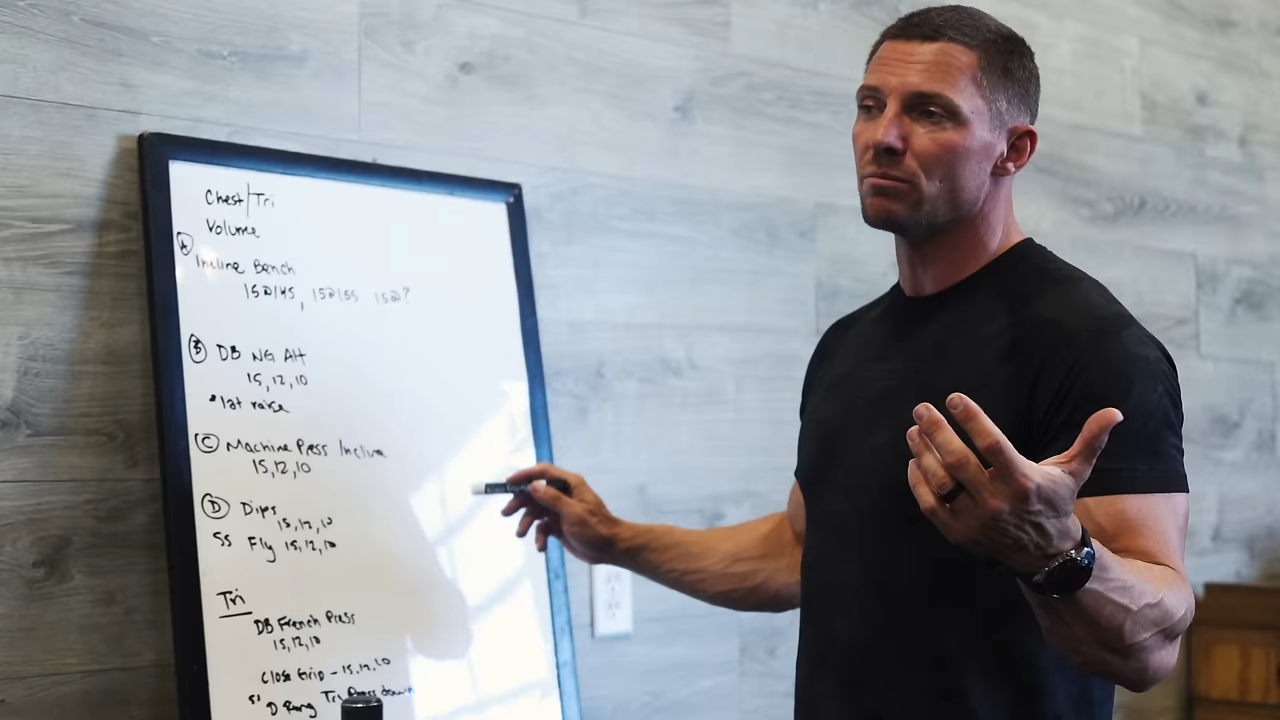 Chest/Tri
Volume
A
Incline Bench
15@145, 15@155 15@?
B DB NG Alt
15, 12, 10
*lat raise
C Machine Press Incline
15, 12, 10
D Dips
15, 12, 10
SS Fly 15, 12, 10
Tri
DB French Press
15, 12, 10
Close Grip - 15, 12, 10
D Ring Tri Press down